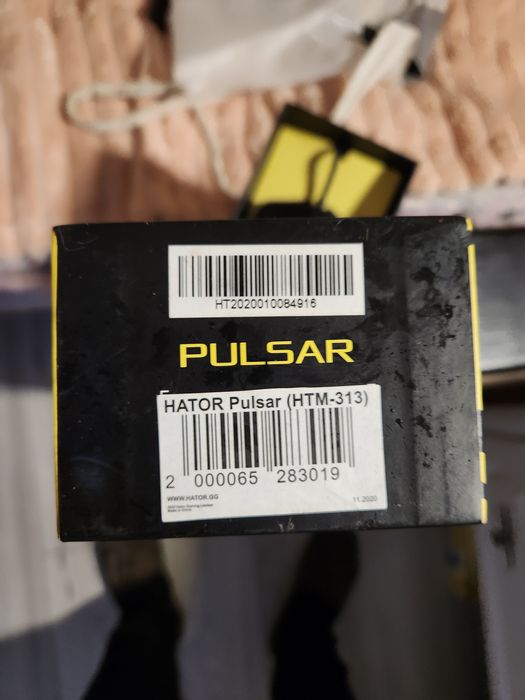 HT2020010084916
PULSAR
HATOR Pulsar (HTM-313)
2 000065 283019
WWW.HATOR.GG 11.2020
Made in China